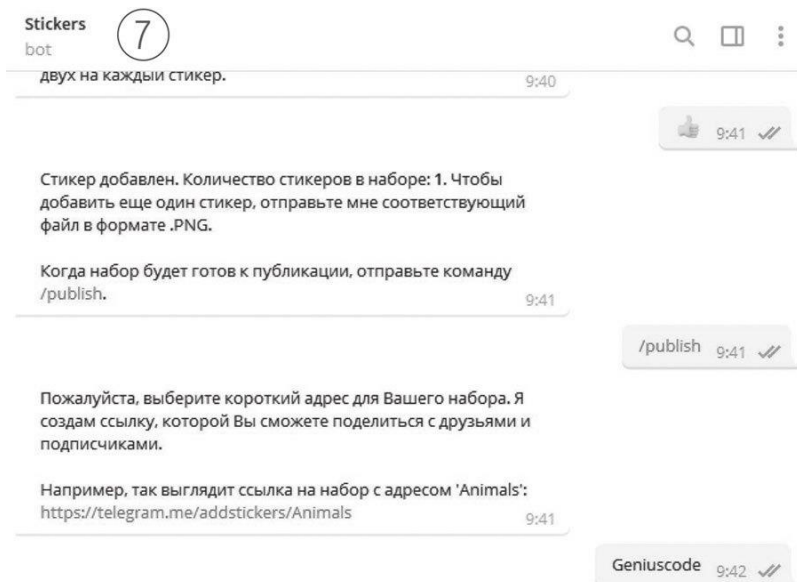 Stickers
bot
7
двух на каждый стикер.
9:40
👍 9:41
Стикер добавлен. Количество стикеров в наборе: 1. Чтобы
добавить еще один стикер, отправьте мне соответствующий
файл в формате .PNG.
Когда набор будет готов к публикации, отправьте команду
/publish.
9:41
/publish 9:41
Пожалуйста, выберите короткий адрес для Вашего набора. Я
создам ссылку, которой Вы сможете поделиться с друзьями и
подписчиками.
Например, так выглядит ссылка на набор с адресом 'Animals':
https://telegram.me/addstickers/Animals
9:41
Geniuscode 9:42